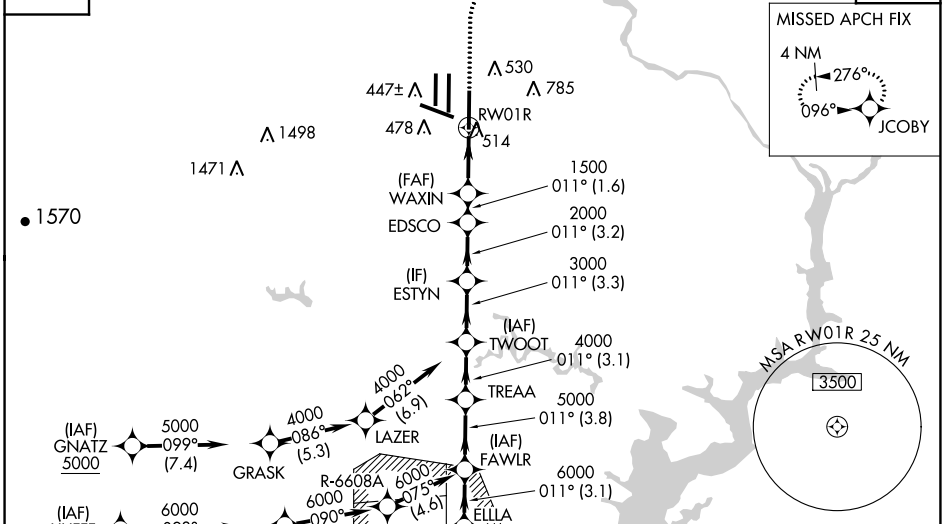 MISSED APCH FIX
4 NM
276°
096°
JCOBY
530
447±
785
RW01R
478
514
1498
1471
1570
(FAF)
WAXIN
1500
011° (1.6)
EDSCO
2000
011° (3.2)
(IF)
ESTYN
3000
011° (3.3)
(IAF)
TWOOT
4000
011° (3.1)
MSA RW01R 25 NM
3500
TREAA
5000
011° (3.8)
4000
062°
(6.9)
LAZER
4000
086°
(5.3)
GRASK
(IAF)
GNATZ
5000
5000
099°
(7.4)
(IAF)
FAWLR
6000
011° (3.1)
R-6608A
6000
075°
(4.6)
6000
090°
ELLLA
(IAF)
6000